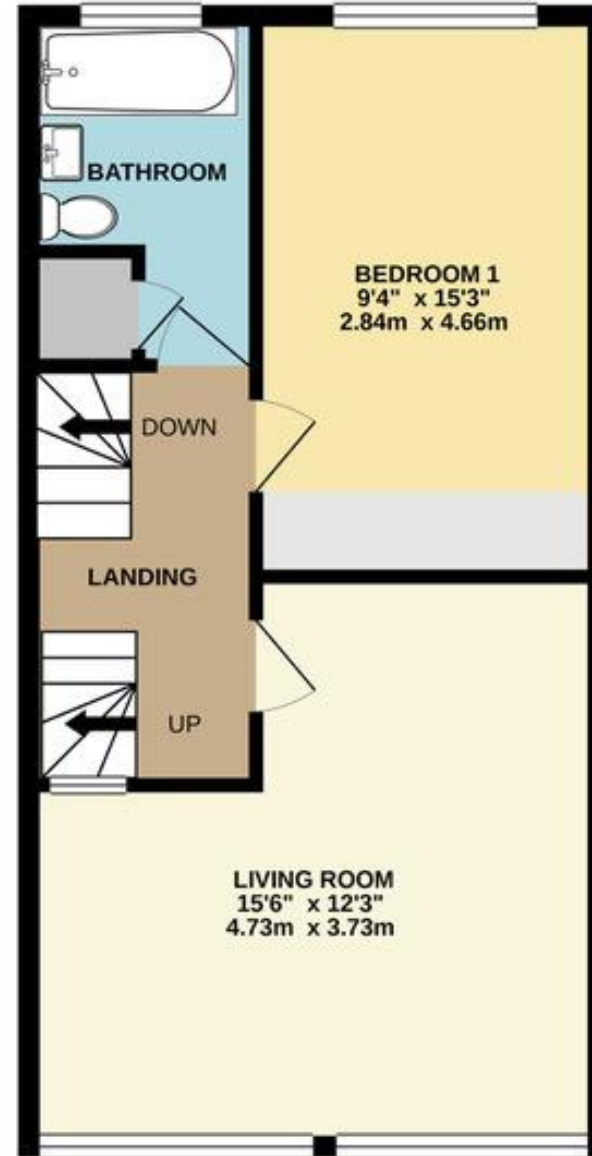 BATHROOM
BEDROOM 1
9'4" x 15'3"
2.84m x 4.66m
DOWN
LANDING
UP
LIVING ROOM
15'6" x 12'3"
4.73m x 3.73m